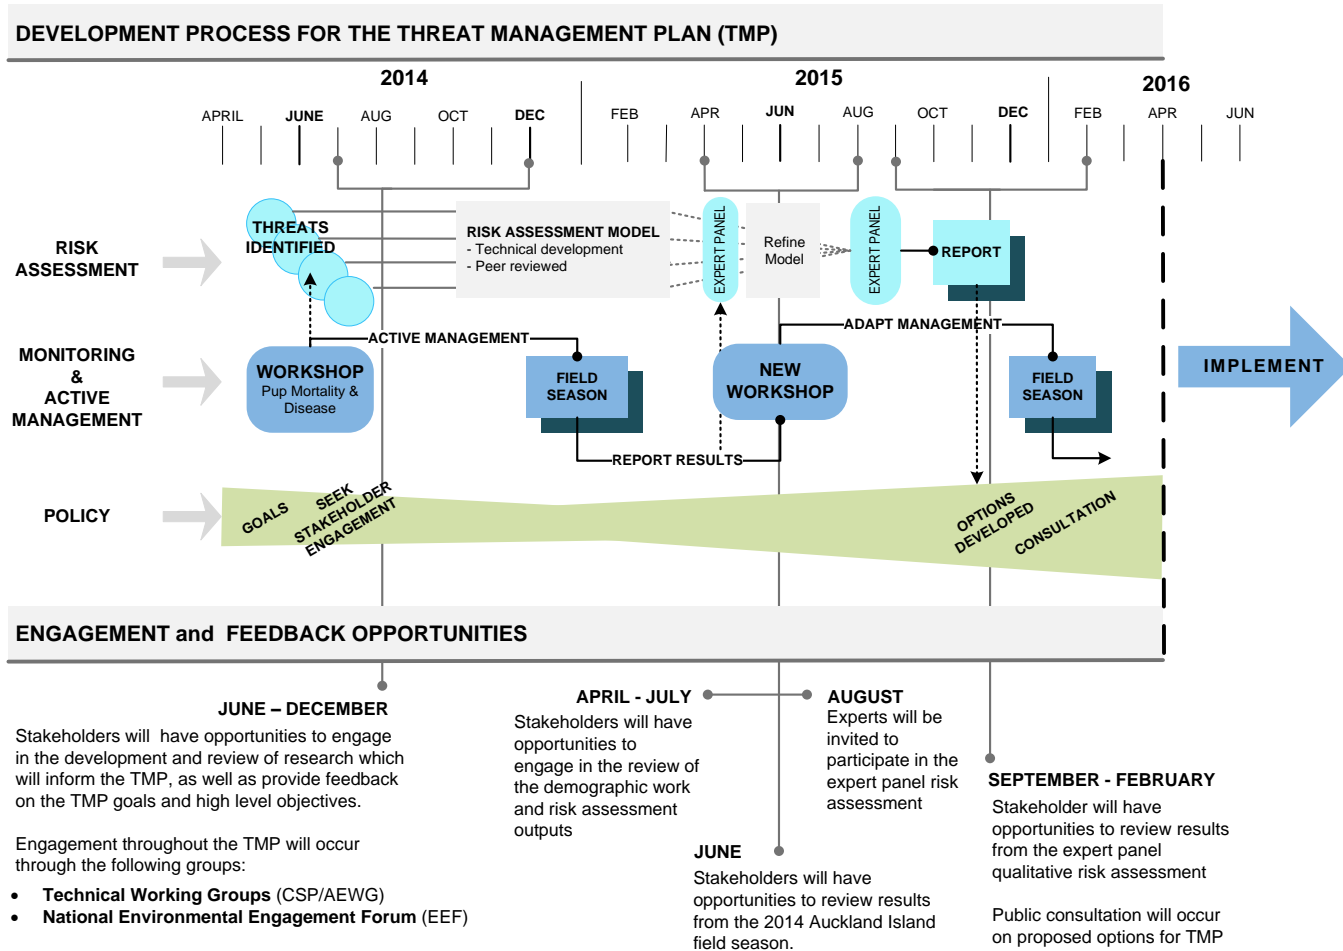 DEVELOPMENT PROCESS FOR THE THREAT MANAGEMENT PLAN (TMP)
2014
2015
2016
APRIL
JUNE
AUG
OCT
DEC
FEB
APR
JUN
AUG
OCT
DEC
FEB
APR
JUN
RISK
ASSESSMENT
THREATS
IDENTIFIED
RISK ASSESSMENT MODEL
- Technical development
- Peer reviewed
EXPERT PANEL
Refine
Model
EXPERT PANEL
REPORT
MONITORING
&
ACTIVE
MANAGEMENT
WORKSHOP
Pup Mortality &
Disease
ACTIVE MANAGEMENT
FIELD
SEASON
REPORT RESULTS
NEW
WORKSHOP
ADAPT MANAGEMENT
FIELD
SEASON
IMPLEMENT
POLICY
GOALS
SEEK
STAKEHOLDER
ENGAGEMENT
OPTIONS
DEVELOPED
CONSULTATION
ENGAGEMENT and FEEDBACK OPPORTUNITIES
JUNE – DECEMBER
Stakeholders will have opportunities to engage
in the development and review of research which
will inform the TMP, as well as provide feedback
on the TMP goals and high level objectives.
Engagement throughout the TMP will occur
through the following groups:
• Technical Working Groups (CSP/AEWG)
• National Environmental Engagement Forum (EEF)
APRIL - JULY
Stakeholders will have
opportunities to
engage in the review of
the demographic work
and risk assessment
outputs
AUGUST
Experts will be
invited to
participate in the
expert panel risk
assessment
JUNE
Stakeholders will have
opportunities to review results
from the 2014 Auckland Island
field season.
SEPTEMBER - FEBRUARY
Stakeholder will have
opportunities to review results
from the expert panel
qualitative risk assessment
Public consultation will occur
on proposed options for TMP